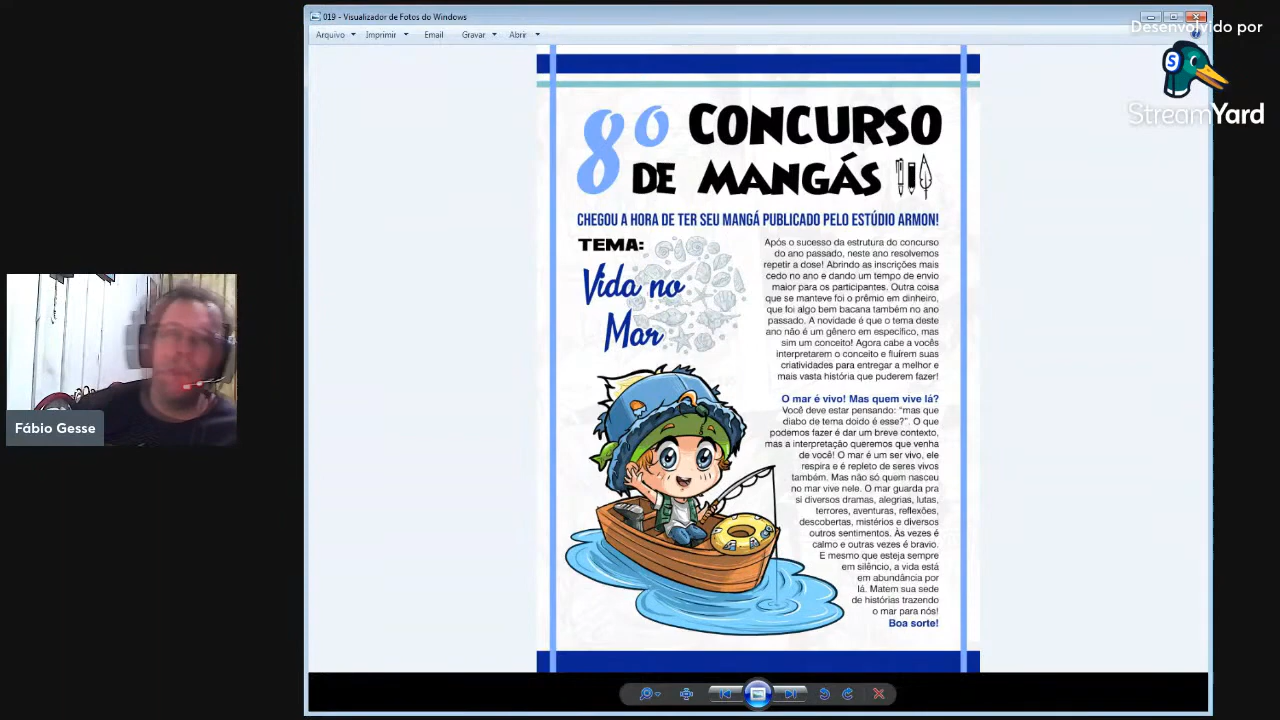 019 - Visualizador de Fotos do Windows
Arquivo Imprimir Email Gravar Abrir
Desenvolvido por
StreamYard
8º CONCURSO
DE MANGÁS
CHEGOU A HORA DE TER SEU MANGÁ PUBLICADO PELO ESTÚDIO ARMON!
TEMA:
Vida no
Mar
Após o sucesso da estrutura do concurso
do ano passado, neste ano resolvemos
repetir a dose! Abrindo as inscrições mais
cedo no ano e dando um tempo de envio
maior para os participantes. Outra coisa
que se manteve foi o prêmio em dinheiro,
que foi algo bem bacana também no ano
passado. A novidade é que o tema deste
ano não é um gênero em específico, mas
sim um conceito! Agora cabe a vocês
interpretarem o conceito e fluírem suas
criatividades para entregar a melhor e
mais vasta história que puderem fazer!
O mar é vivo! Mas quem vive lá?
Você deve estar pensando: "mas que
diabo de tema doido é esse?". O que
podemos fazer é dar um breve contexto,
mas a interpretação queremos que venha
de você! O mar é um ser vivo, ele
respira e é repleto de seres vivos
também. Mas não só quem nasceu
no mar vive nele. O mar guarda pra
si diversos dramas, alegrias, lutas,
terrores, aventuras, reflexões,
descobertas, mistérios e diversos
outros sentimentos. Às vezes é
calmo e outras vezes é bravio.
E mesmo que esteja sempre
em silêncio, a vida está
em abundância por
lá. Matem sua sede
de histórias trazendo
o mar para nós!
Boa sorte!
Fábio Gesse